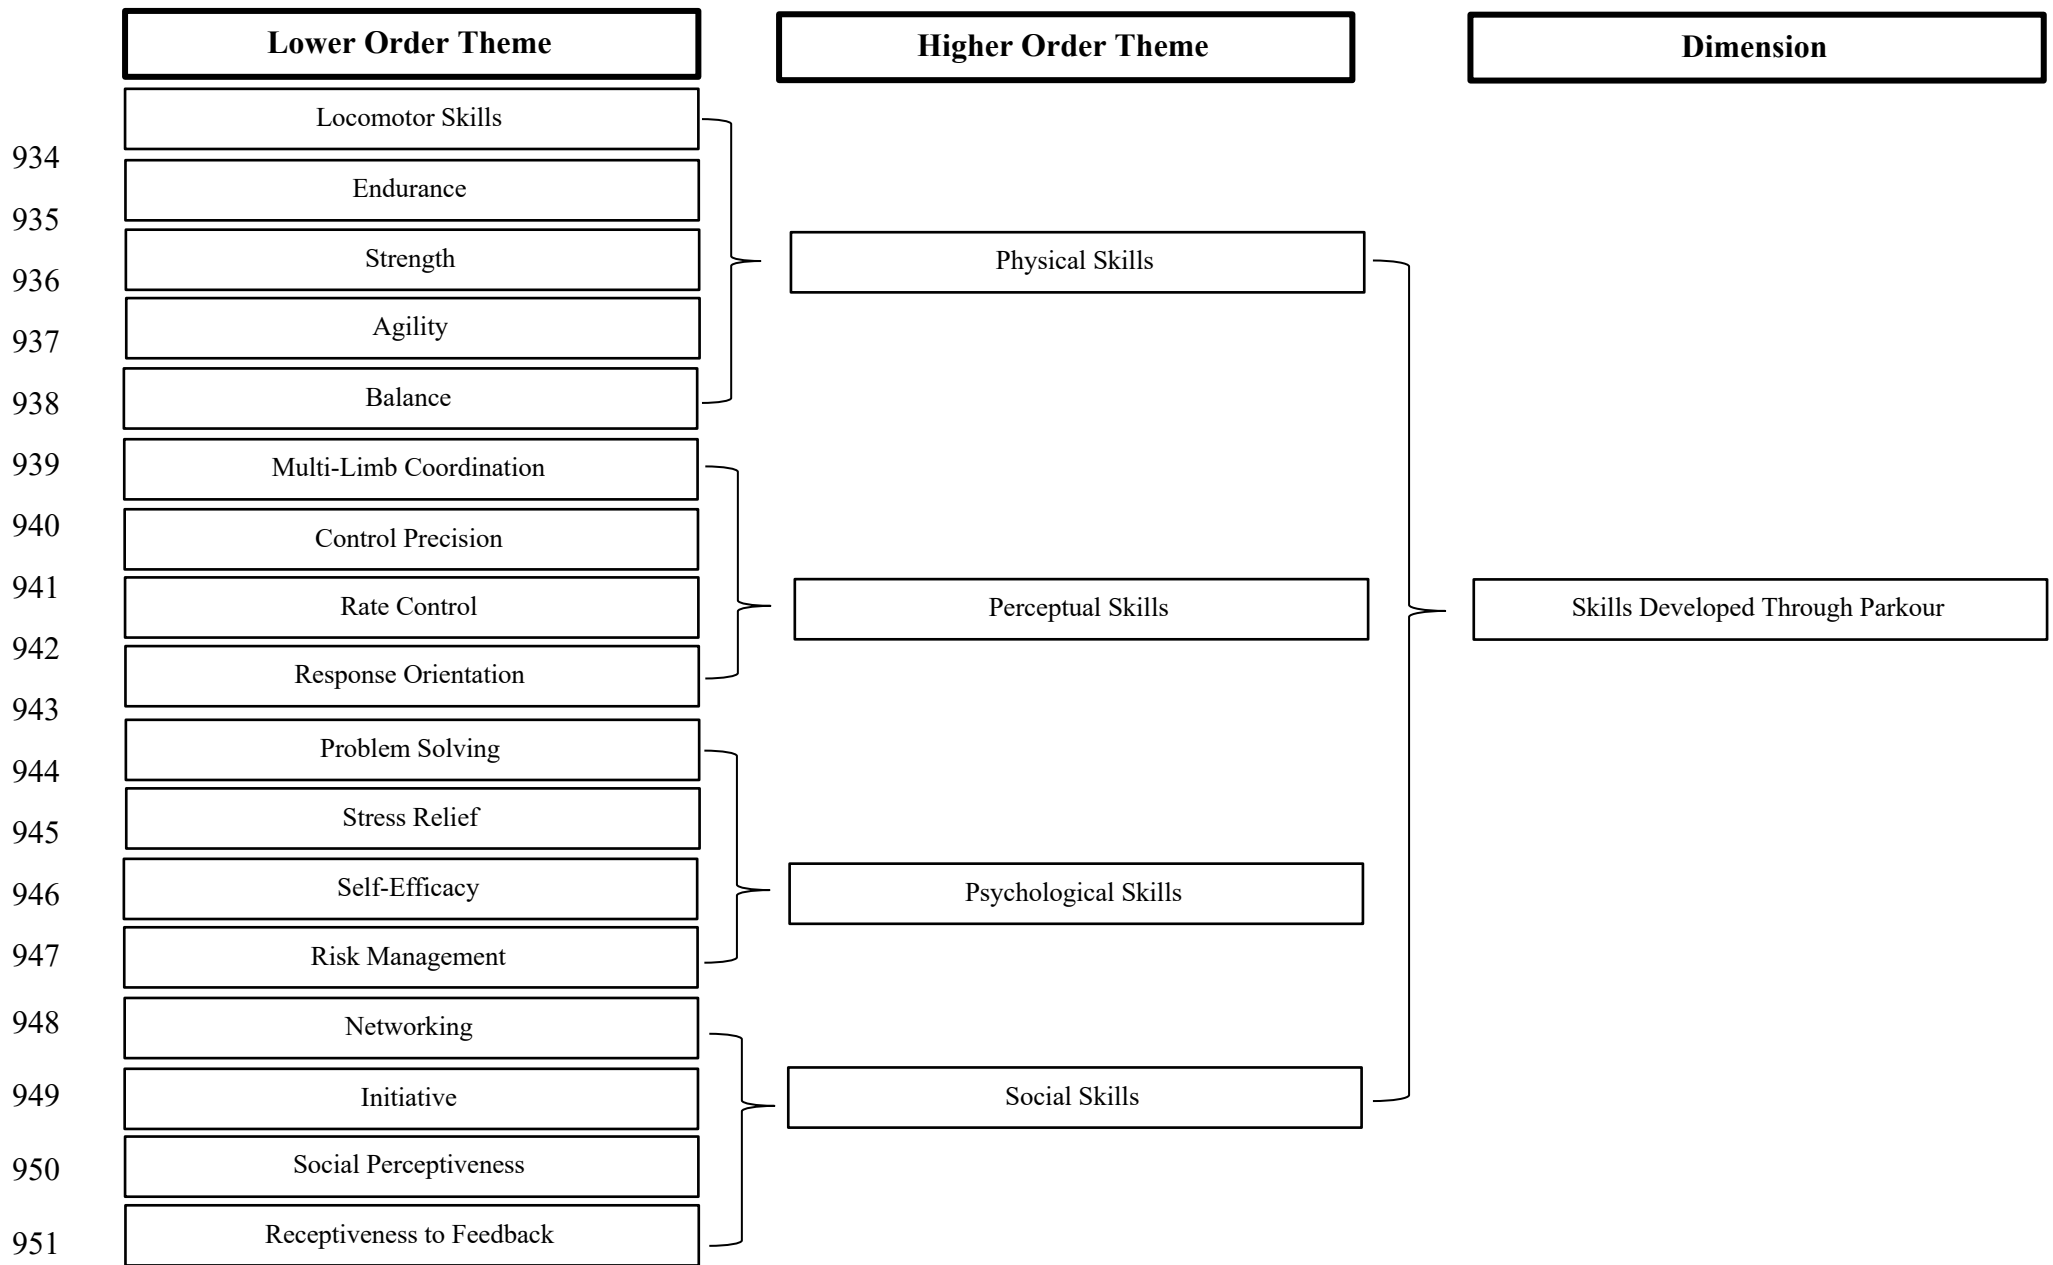 Lower Order Theme
Higher Order Theme
Dimension
Locomotor Skills
934
Endurance
935
Strength
Physical Skills
936
Agility
937
Balance
938
Multi-Limb Coordination
939
940
Control Precision
941
Rate Control
Perceptual Skills
Skills Developed Through Parkour
942
Response Orientation
943
Problem Solving
944
Stress Relief
945
Self-Efficacy
Psychological Skills
946
Risk Management
947
Networking
948
Initiative
Social Skills
949
Social Perceptiveness
950
Receptiveness to Feedback
951